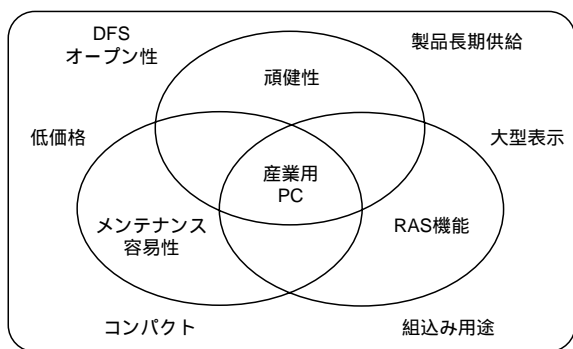 DFS
オープン性
製品長期供給
頑健性
低価格
大型表示
産業用
PC
メンテナンス
容易性
RAS機能
コンパクト
組込み用途